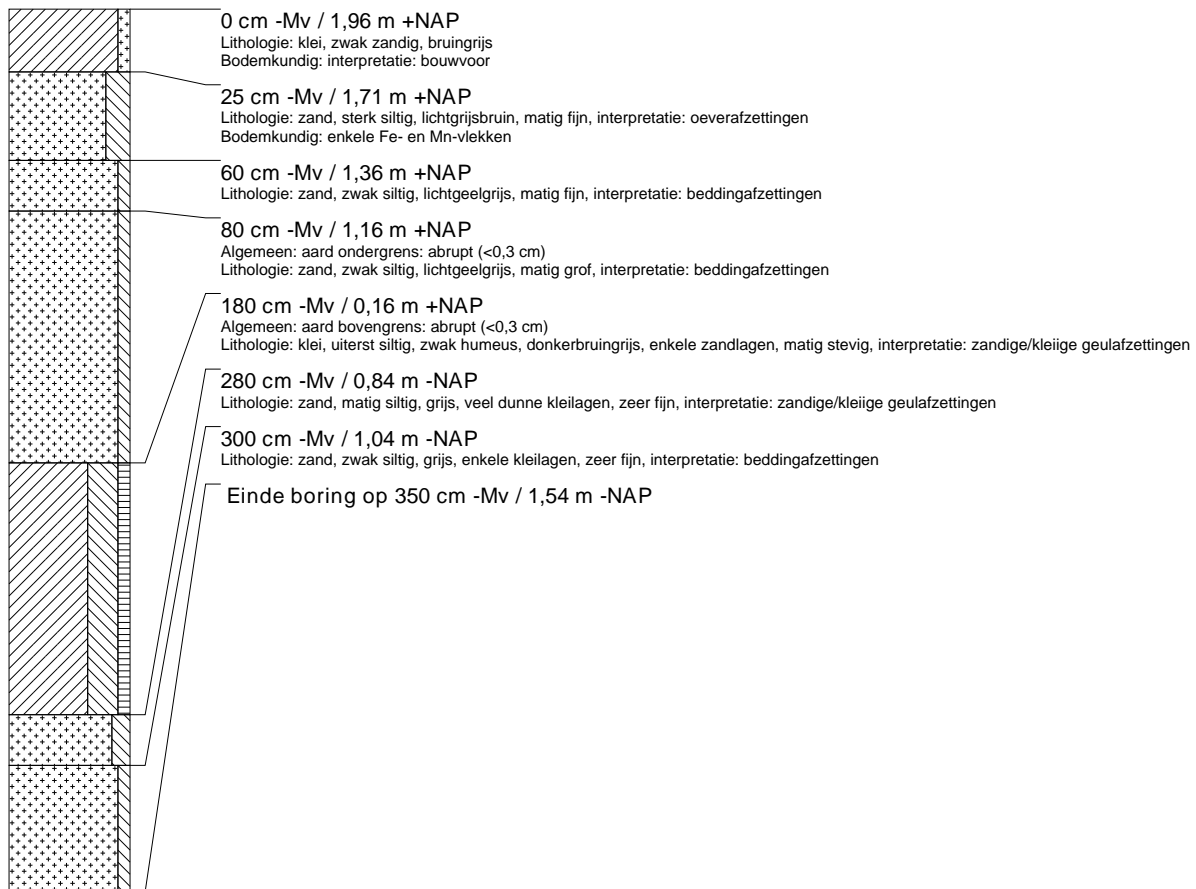 0 cm -Mv / 1,96 m +NAP
Lithologie: klei, zwak zandig, bruingrijs
Bodemkundig: interpretatie: bouwvoor
25 cm -Mv / 1,71 m +NAP
Lithologie: zand, sterk siltig, lichtgrijsbruin, matig fijn, interpretatie: oeverafzettingen
Bodemkundig: enkele Fe- en Mn-vlekken
60 cm -Mv / 1,36 m +NAP
Lithologie: zand, zwak siltig, lichtgeelgrijs, matig fijn, interpretatie: beddingafzettingen
80 cm -Mv / 1,16 m +NAP
Algemeen: aard ondergrens: abrupt (<0,3 cm)
Lithologie: zand, zwak siltig, lichtgeelgrijs, matig grof, interpretatie: beddingafzettingen
180 cm -Mv / 0,16 m +NAP
Algemeen: aard bovengrens: abrupt (<0,3 cm)
Lithologie: klei, uiterst siltig, zwak humeus, donkerbruingrijs, enkele zandlagen, matig stevig, interpretatie: zandige/kleiige geulafzettingen
280 cm -Mv / 0,84 m -NAP
Lithologie: zand, matig siltig, grijs, veel dunne kleilagen, zeer fijn, interpretatie: zandige/kleiige geulafzettingen
300 cm -Mv / 1,04 m -NAP
Lithologie: zand, zwak siltig, grijs, enkele kleilagen, zeer fijn, interpretatie: beddingafzettingen
Einde boring op 350 cm -Mv / 1,54 m -NAP